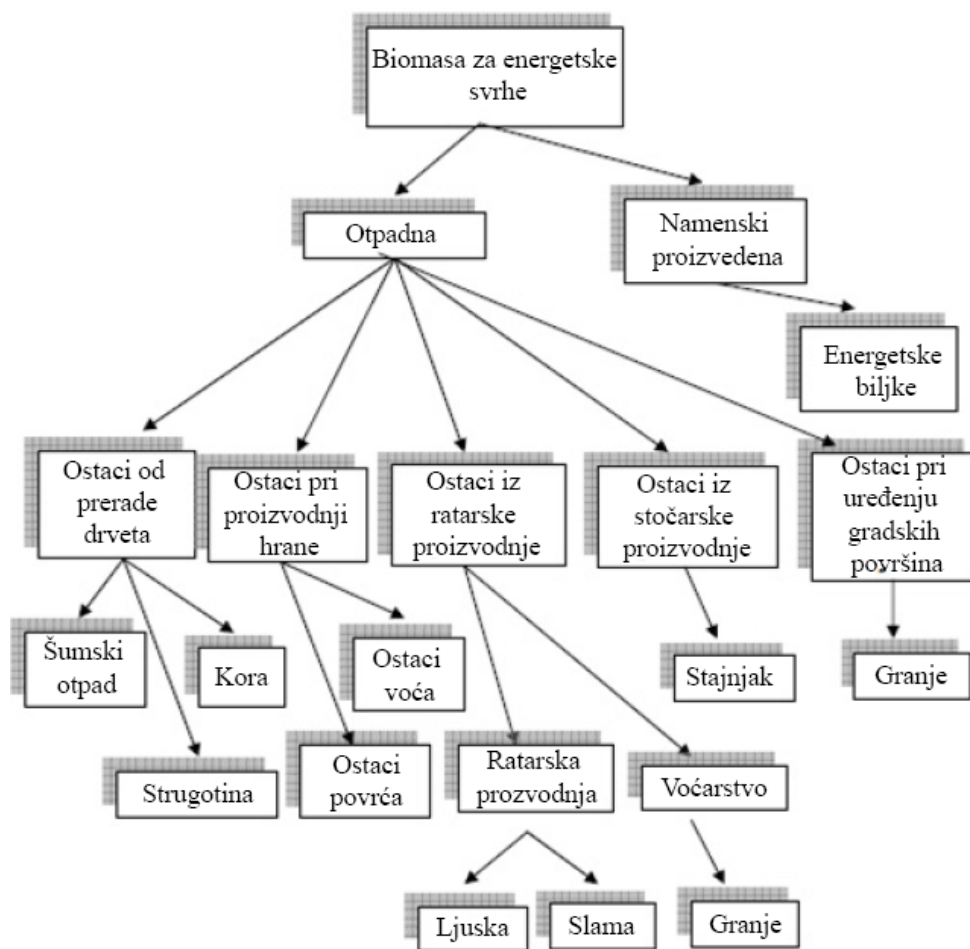 Biomasa za energetske
svrhe
Otpadna
Namenski
proizvedena
Energetske
biljke
Ostaci od
prerade
drveta
Ostaci pri
proizvodnji
hrane
Ostaci iz
ratarske
proizvodnje
Ostaci iz
stočarske
proizvodnje
Ostaci pri
uređenju
gradskih
površina
Šumski
otpad
Kora
Ostaci
voća
Stajnjak
Granje
Strugotina
Ostaci
povrća
Ratarska
prozvodnja
Voćarstvo
Ljuska
Slama
Granje